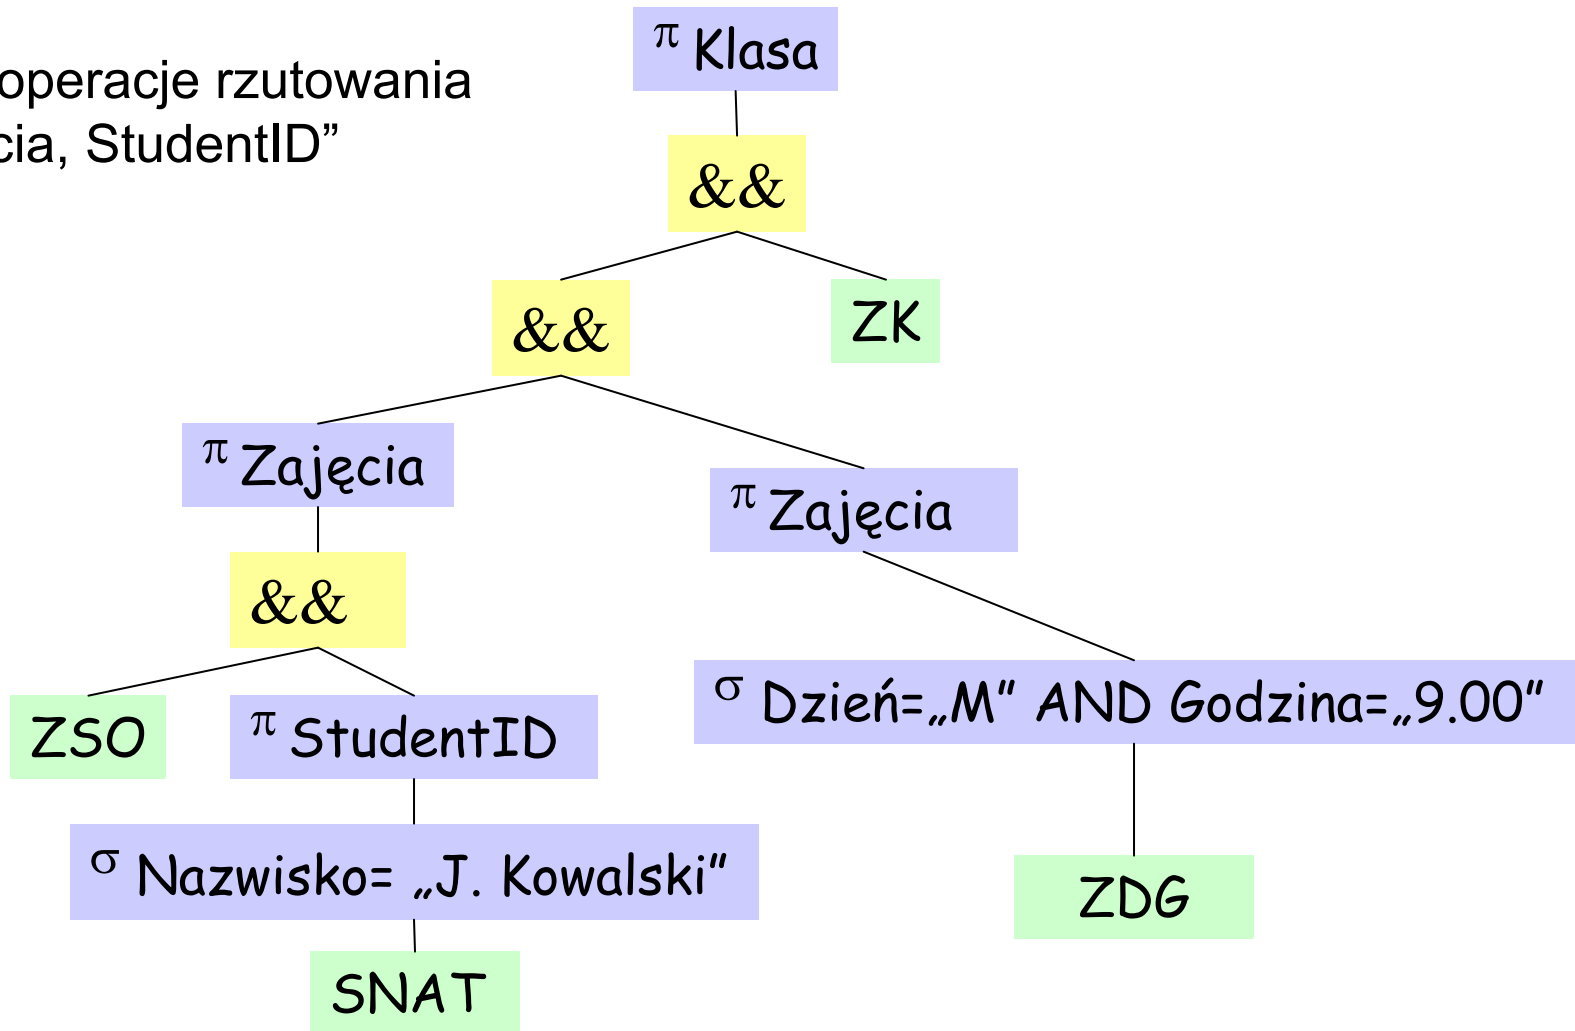 operacje rzutowania
cia, StudentID”
π Klasa
&&
&&
ZK
π Zajęcia
π Zajęcia
&&
ZSO
π StudentID
σ Dzień=„M” AND Godzina=„9.00”
σ Nazwisko= „J. Kowalski”
ZDG
SNAT